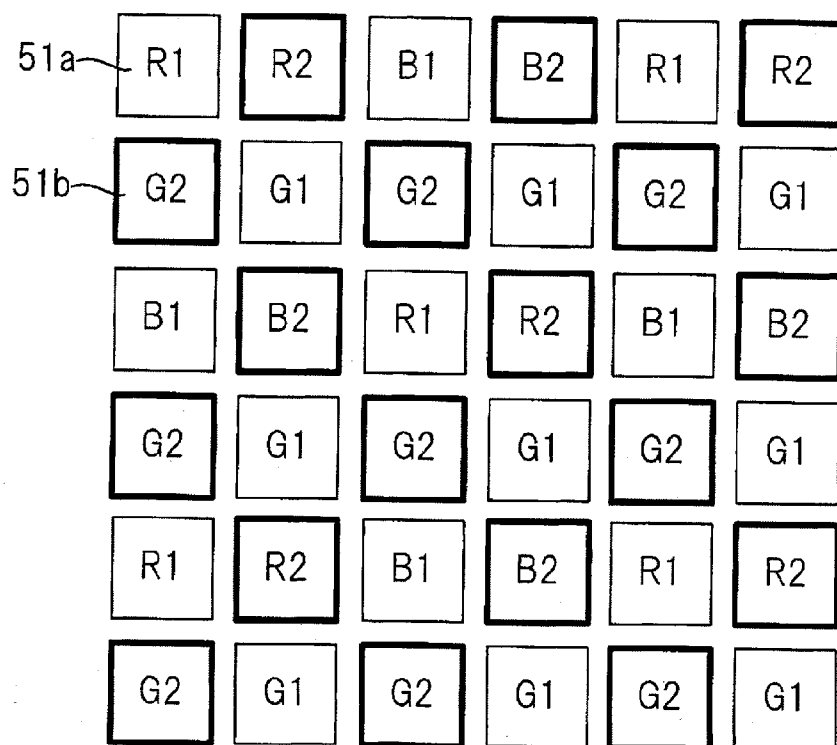 51a R1 R2 B1 B2 R1 R2
51b G2 G1 G2 G1 G2 G1
B1 B2 R1 R2 B1 B2
G2 G1 G2 G1 G2 G1
R1 R2 B1 B2 R1 R2
G2 G1 G2 G1 G2 G1